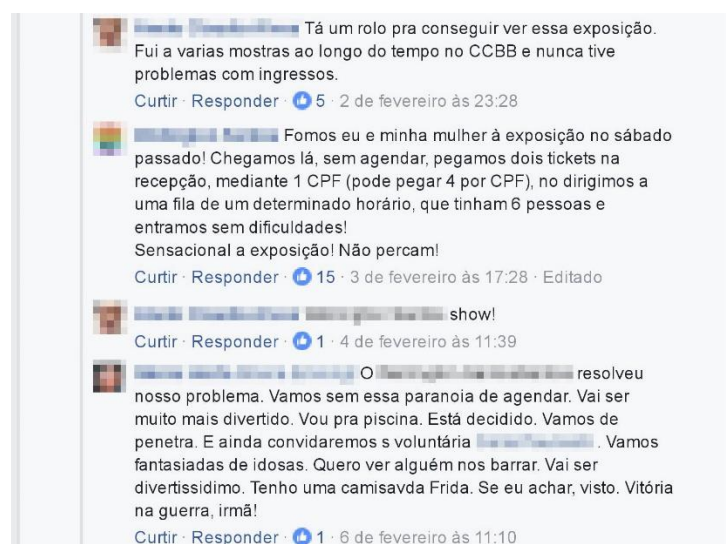 Tá um rolo pra conseguir ver essa exposição.
Fui a varias mostras ao longo do tempo no CCBB e nunca tive
problemas com ingressos.
Curtir · Responder · 5 · 2 de fevereiro às 23:28
Fomos eu e minha mulher à exposição no sábado
passado! Chegamos lá, sem agendar, pegamos dois tickets na
recepção, mediante 1 CPF (pode pegar 4 por CPF), no dirigimos a
uma fila de um determinado horário, que tinham 6 pessoas e
entramos sem dificuldades!
Sensacional a exposição! Não percam!
Curtir · Responder · 15 · 3 de fevereiro às 17:28 · Editado
show!
Curtir · Responder · 1 · 4 de fevereiro às 11:39
O resolveu
nosso problema. Vamos sem essa paranoia de agendar. Vai ser
muito mais divertido. Vou pra piscina. Está decidido. Vamos de
penetra. E ainda convidaremos s voluntária . Vamos
fantasiadas de idosas. Quero ver alguém nos barrar. Vai ser
divertissidimo. Tenho uma camisavda Frida. Se eu achar, visto. Vitória
na guerra, irmã!
Curtir · Responder · 1 · 6 de fevereiro às 11:10